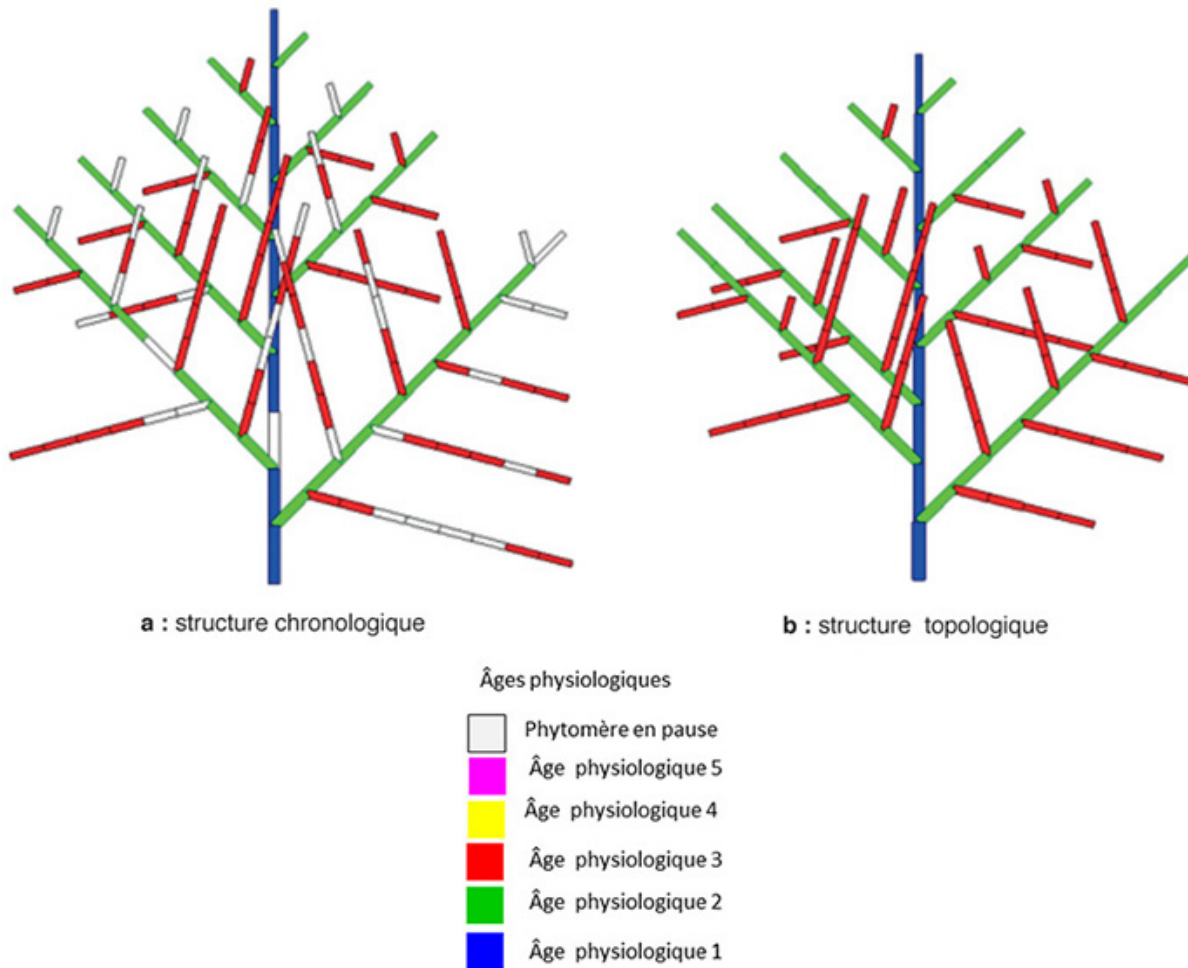 a : structure chronologique
b : structure topologique
Âges physiologiques
Phytomère en pause
Âge physiologique 5
Âge physiologique 4
Âge physiologique 3
Âge physiologique 2
Âge physiologique 1